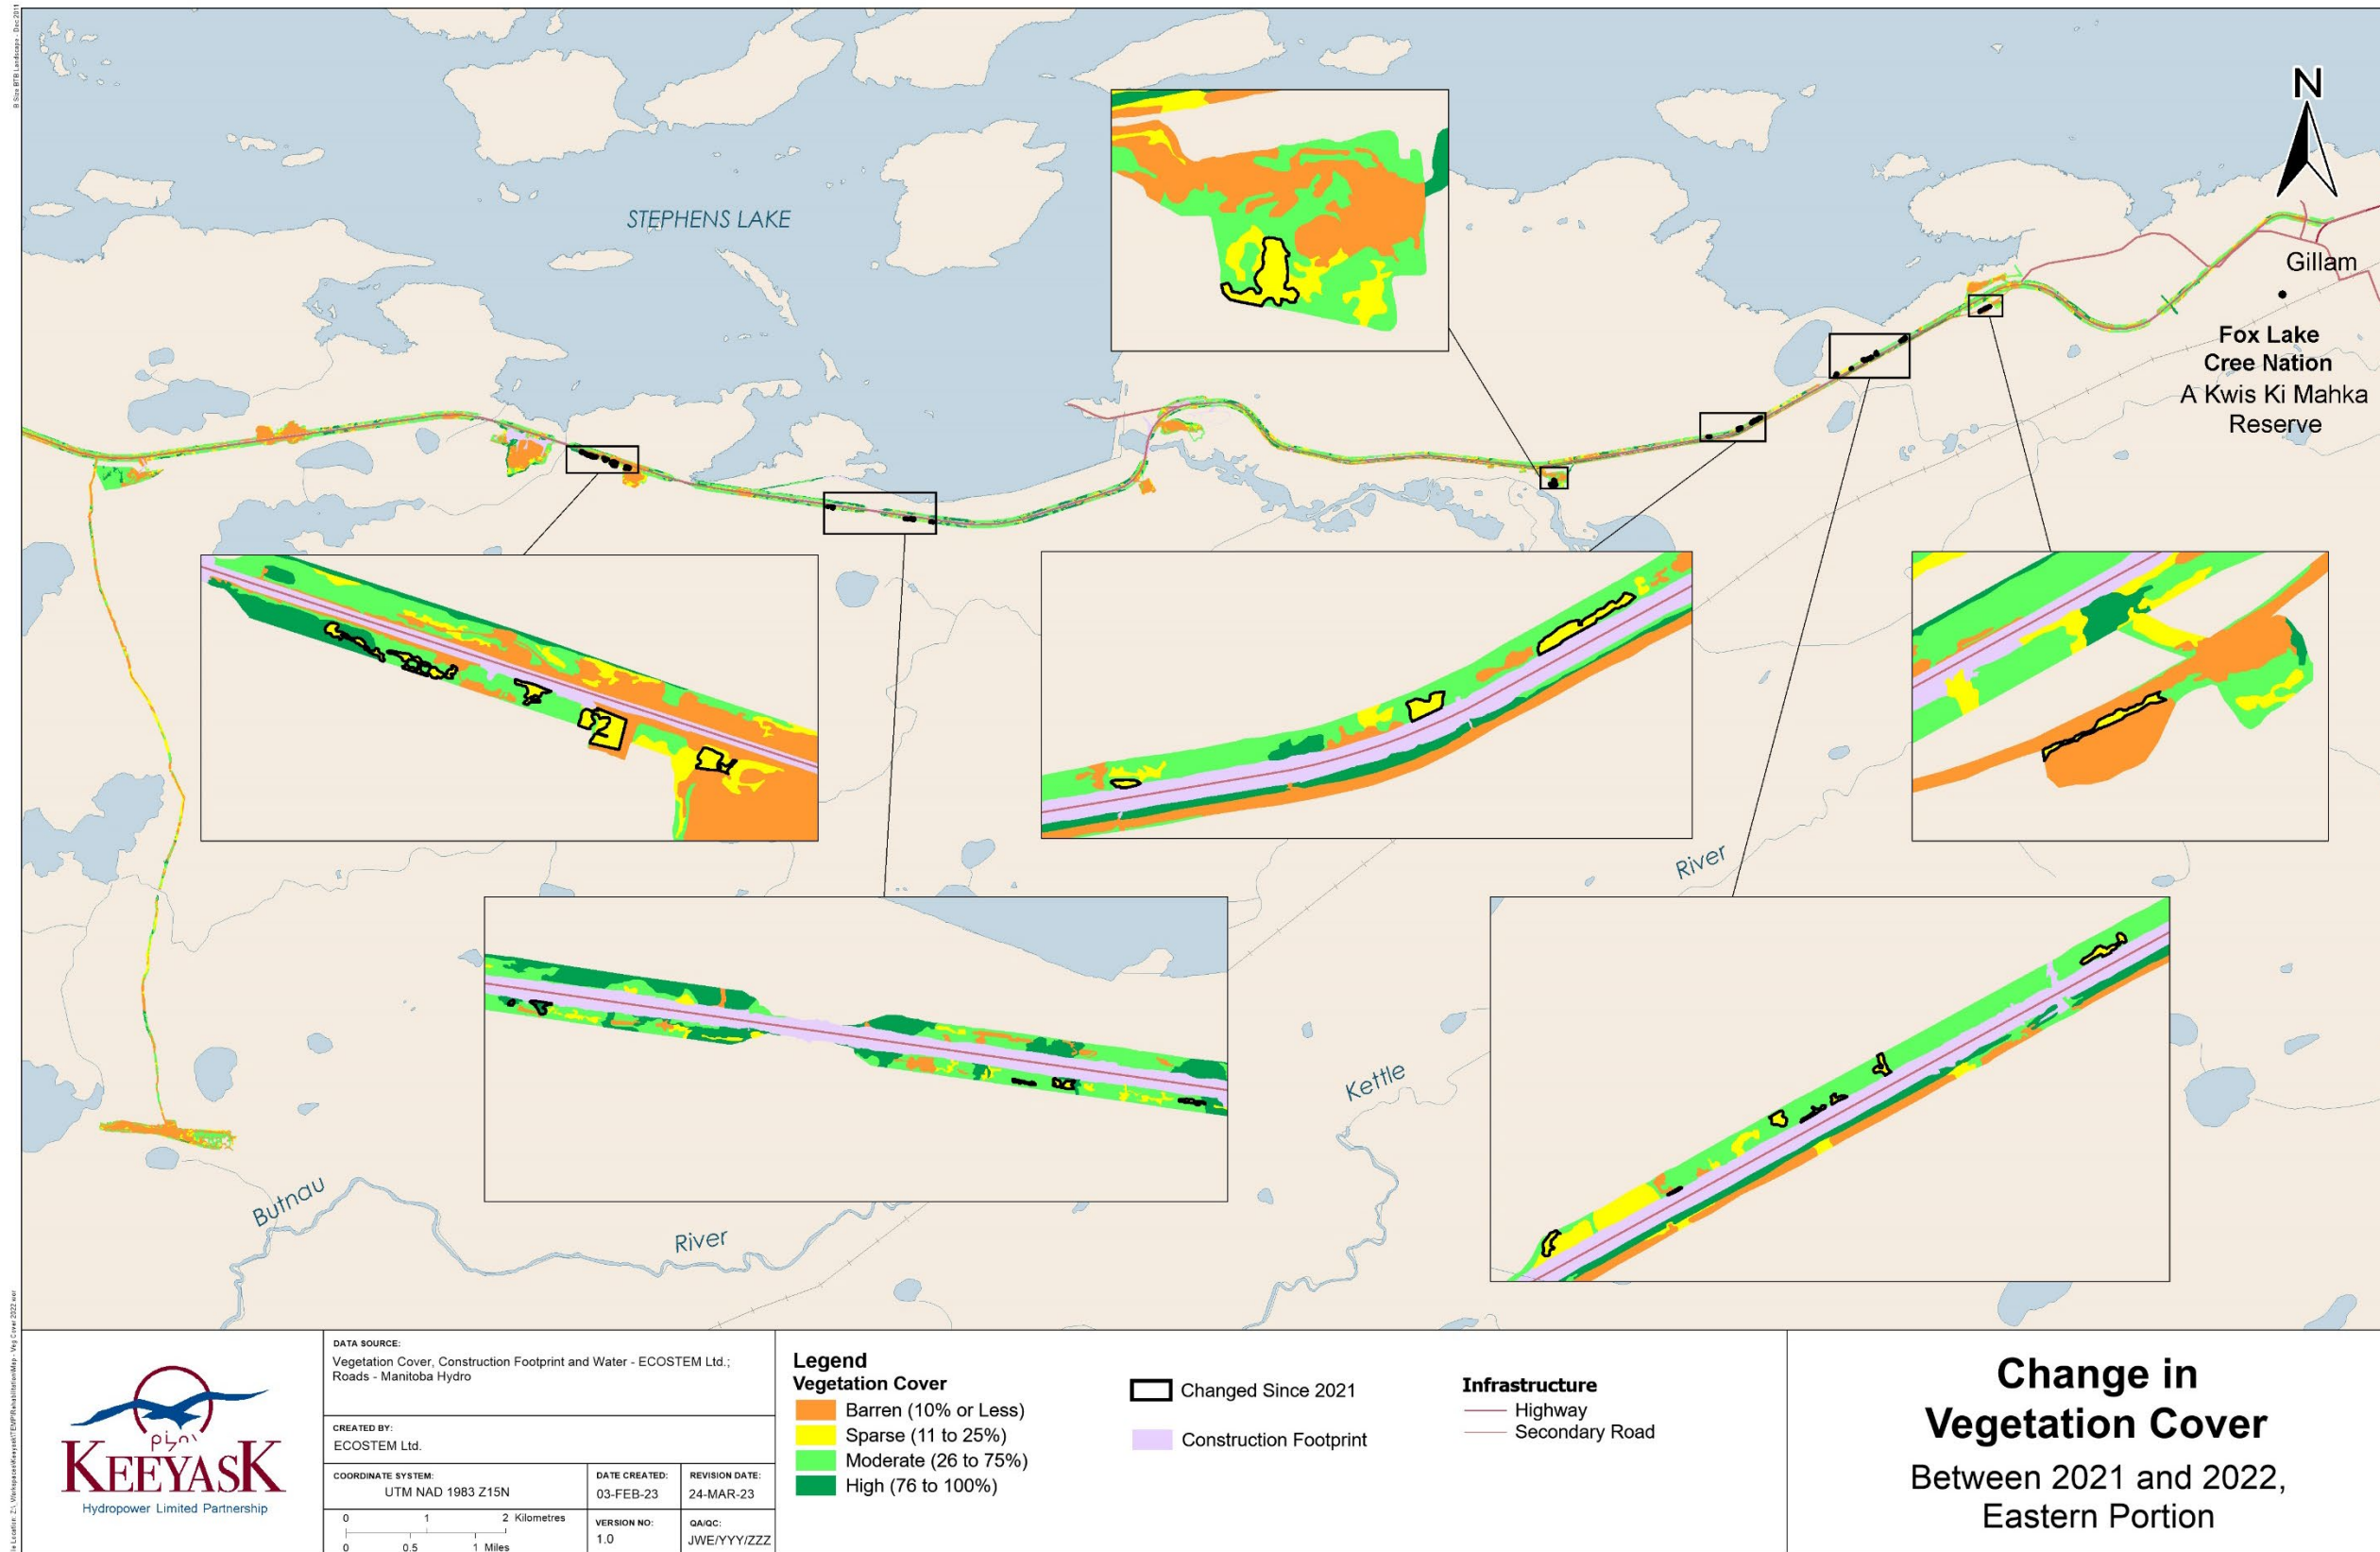 B Size BTB Landscape - Dec 2011
STEPHENS LAKE
N
Gillam
Fox Lake
Cree Nation
A Kwis Ki Mahka
Reserve
River
Kettle
Butnau
River
KEEYASK
Hydropower Limited Partnership
DATA SOURCE:
Vegetation Cover, Construction Footprint and Water - ECOSTEM Ltd.;
Roads - Manitoba Hydro
CREATED BY:
ECOSTEM Ltd.
COORDINATE SYSTEM:
UTM NAD 1983 Z15N
DATE CREATED:
03-FEB-23
REVISION DATE:
24-MAR-23
0 1 2 Kilometres
0 0.5 1 Miles
VERSION NO:
1.0
QA/QC:
JWE/YYY/ZZZ
Legend
Vegetation Cover
Barren (10% or Less)
Sparse (11 to 25%)
Moderate (26 to 75%)
High (76 to 100%)
Changed Since 2021
Construction Footprint
Infrastructure
Highway
Secondary Road
Change in
Vegetation Cover
Between 2021 and 2022,
Eastern Portion